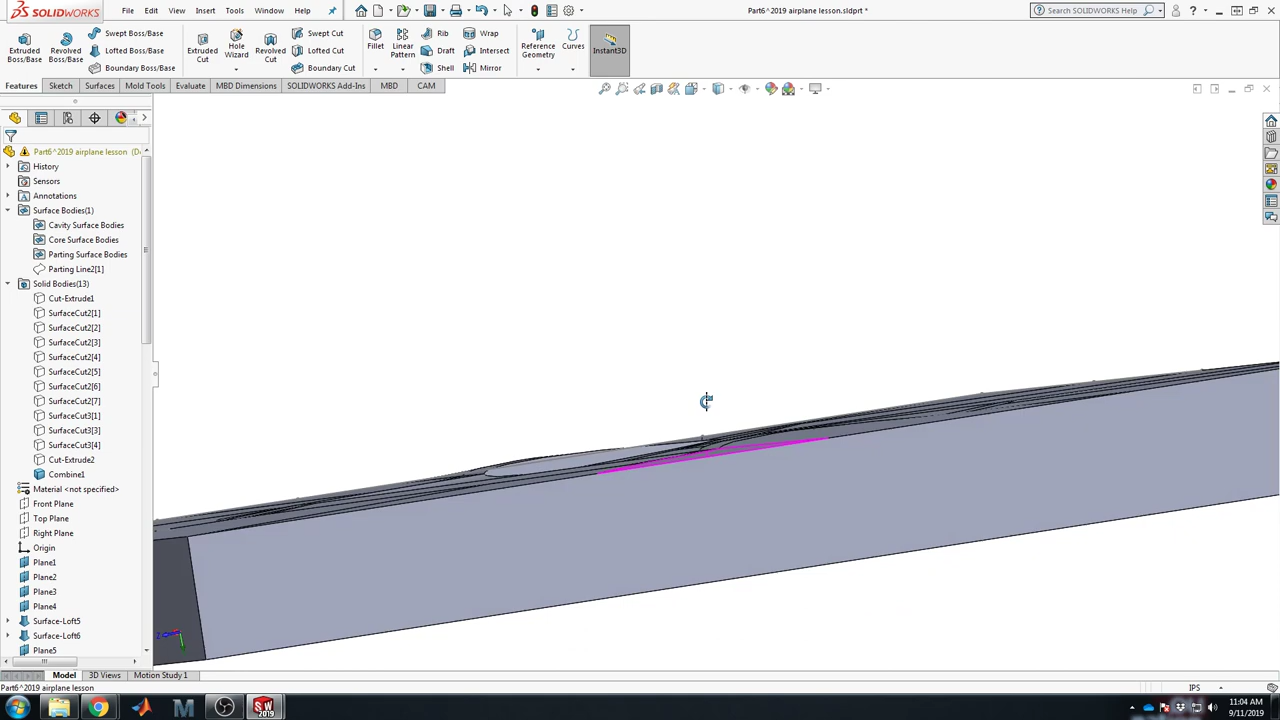 SOLIDWORKS
File
Edit
View
Insert
Tools
Window
Help
Part6^2019 airplane lesson.sldprt *
Search SOLIDWORKS Help
Extruded Boss/Base
Revolved Boss/Base
Swept Boss/Base
Lofted Boss/Base
Boundary Boss/Base
Extruded Cut
Hole Wizard
Revolved Cut
Swept Cut
Lofted Cut
Boundary Cut
Fillet
Linear Pattern
Rib
Draft
Shell
Wrap
Intersect
Mirror
Reference Geometry
Curves
Instant3D
Features
Sketch
Surfaces
Mold Tools
Evaluate
MBD Dimensions
SOLIDWORKS Add-Ins
MBD
CAM
Part6^2019 airplane lesson (D
History
Sensors
Annotations
Surface Bodies(1)
Cavity Surface Bodies
Core Surface Bodies
Parting Surface Bodies
Parting Line2[1]
Solid Bodies(13)
Cut-Extrude1
SurfaceCut2[1]
SurfaceCut2[2]
SurfaceCut2[3]
SurfaceCut2[4]
SurfaceCut2[5]
SurfaceCut2[6]
SurfaceCut2[7]
SurfaceCut3[1]
SurfaceCut3[3]
SurfaceCut3[4]
Cut-Extrude2
Combine1
Material <not specified>
Front Plane
Top Plane
Right Plane
Origin
Plane1
Plane2
Plane3
Plane4
Surface-Loft5
Surface-Loft6
Plane5
Z
Model
3D Views
Motion Study 1
Part6^2019 airplane lesson
IPS
SW
2019
11:04 AM
9/11/2019